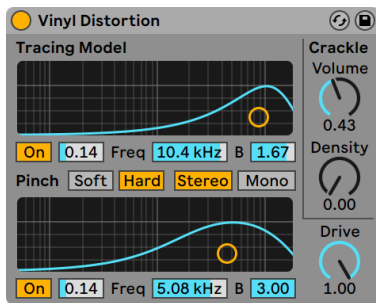 Vinyl Distortion
Tracing Model
On 0.14 Freq 10.4 kHz B 1.67
Pinch Soft Hard Stereo Mono
On 0.14 Freq 5.08 kHz B 3.00
Crackle
Volume
0.43
Density
0.00
Drive
1.00